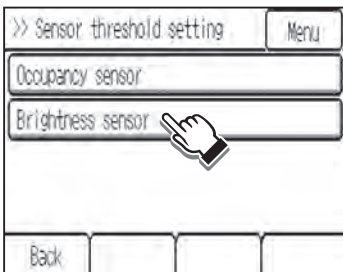 >> Sensor threshold setting
Menu
Occupancy sensor
Brightness sensor
Back